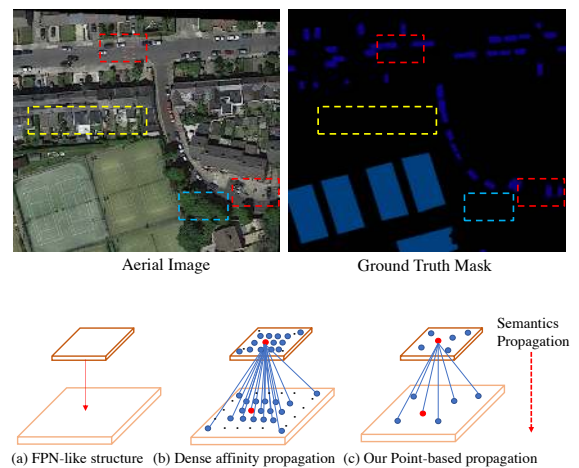 Aerial Image
Ground Truth Mask
Semantics
Propagation
(a) FPN-like structure
(b) Dense affinity propagation
(c) Our Point-based propagation